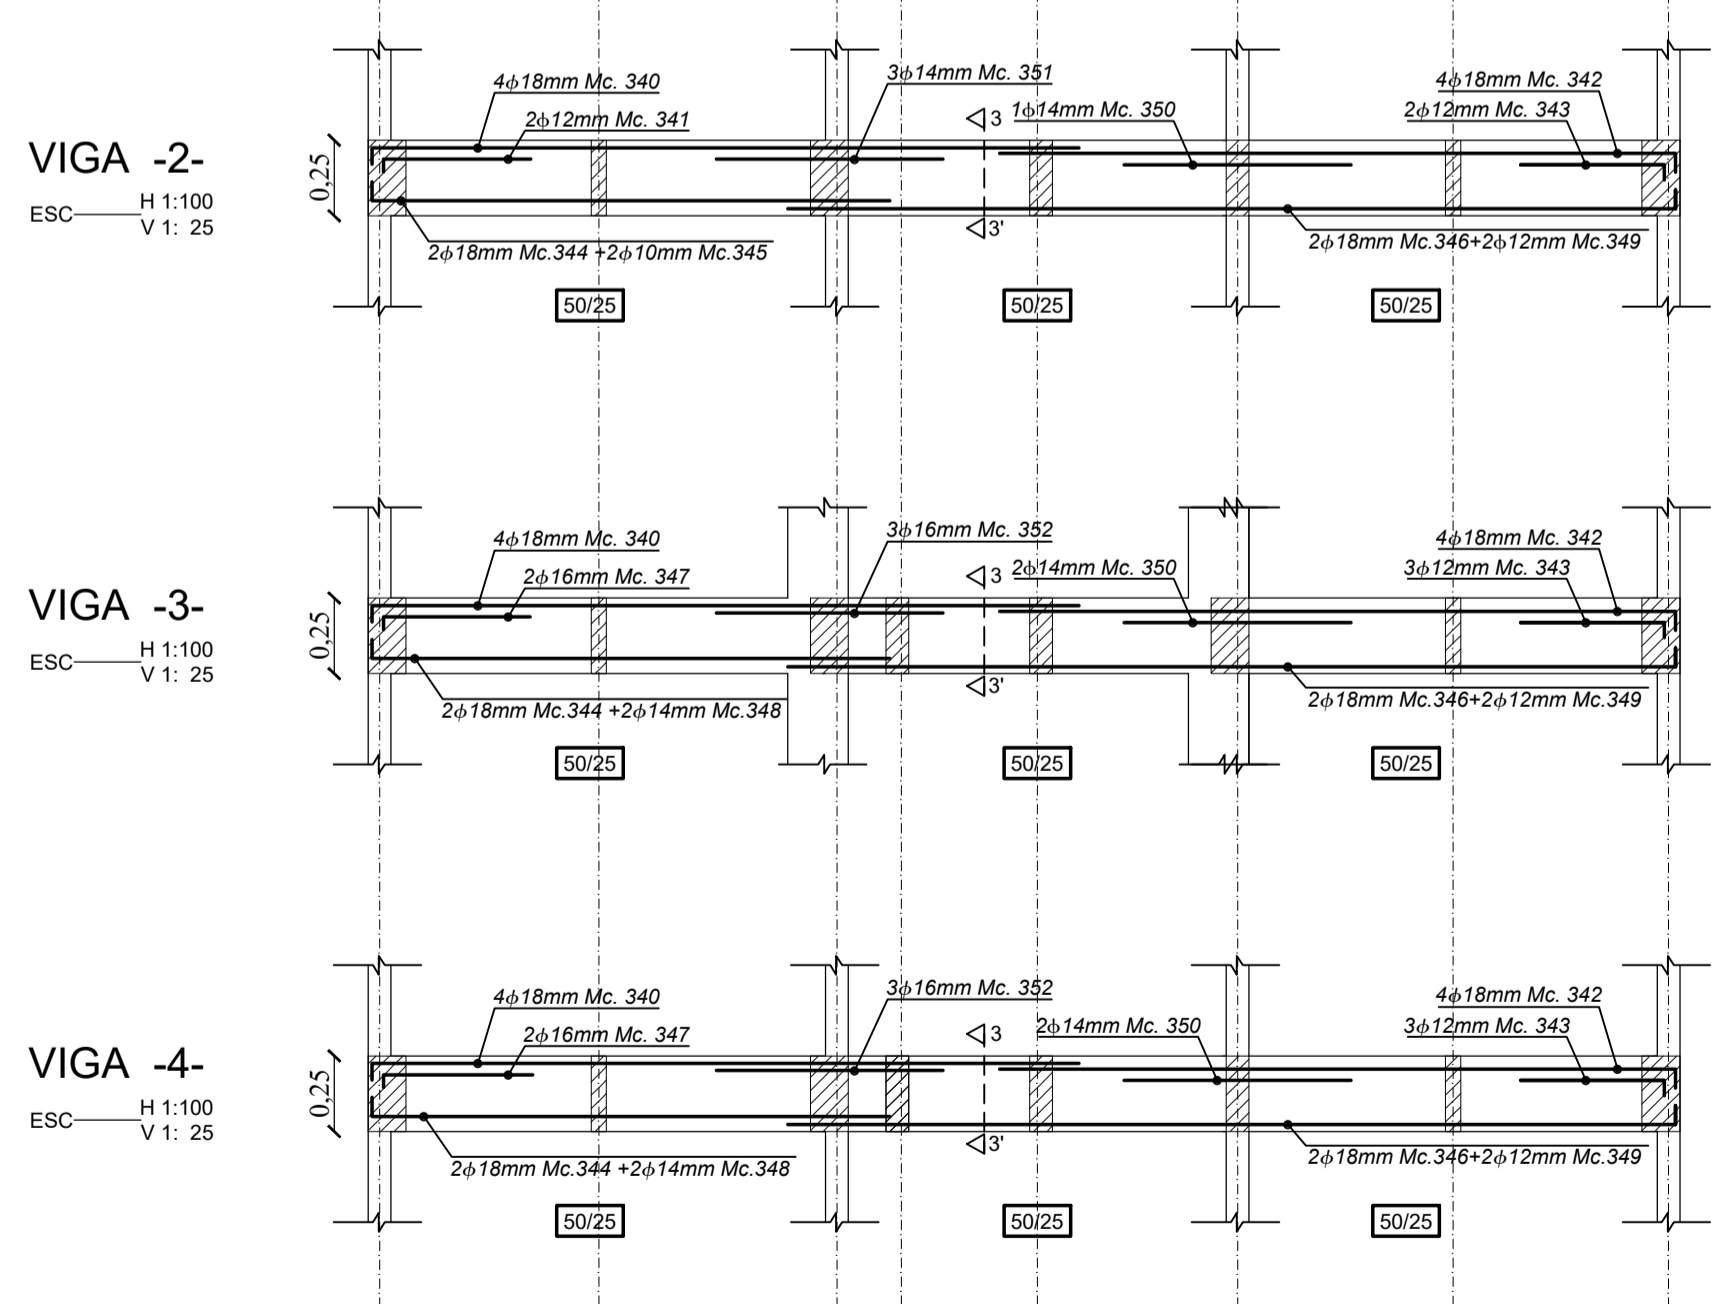 4ϕ18mm Mc. 340
3ϕ14mm Mc. 351
4ϕ18mm Mc. 342
2ϕ12mm Mc. 341
3
1ϕ14mm Mc. 350
2ϕ12mm Mc. 343
VIGA -2-
0,25
ESC
H 1:100
V 1: 25
3'
2ϕ18mm Mc.344 +2ϕ10mm Mc.345
2ϕ18mm Mc.346+2ϕ12mm Mc.349
50/25
50/25
50/25
4ϕ18mm Mc. 340
3ϕ16mm Mc. 352
4ϕ18mm Mc. 342
2ϕ16mm Mc. 347
3
2ϕ14mm Mc. 350
3ϕ12mm Mc. 343
VIGA -3-
0,25
ESC
H 1:100
V 1: 25
3'
2ϕ18mm Mc.344 +2ϕ14mm Mc.348
2ϕ18mm Mc.346+2ϕ12mm Mc.349
50/25
50/25
50/25
4ϕ18mm Mc. 340
3ϕ16mm Mc. 352
4ϕ18mm Mc. 342
2ϕ16mm Mc. 347
3
2ϕ14mm Mc. 350
3ϕ12mm Mc. 343
VIGA -4-
0,25
ESC
H 1:100
V 1: 25
3'
2ϕ18mm Mc.344 +2ϕ14mm Mc.348
2ϕ18mm Mc.346+2ϕ12mm Mc.349
50/25
50/25
50/25